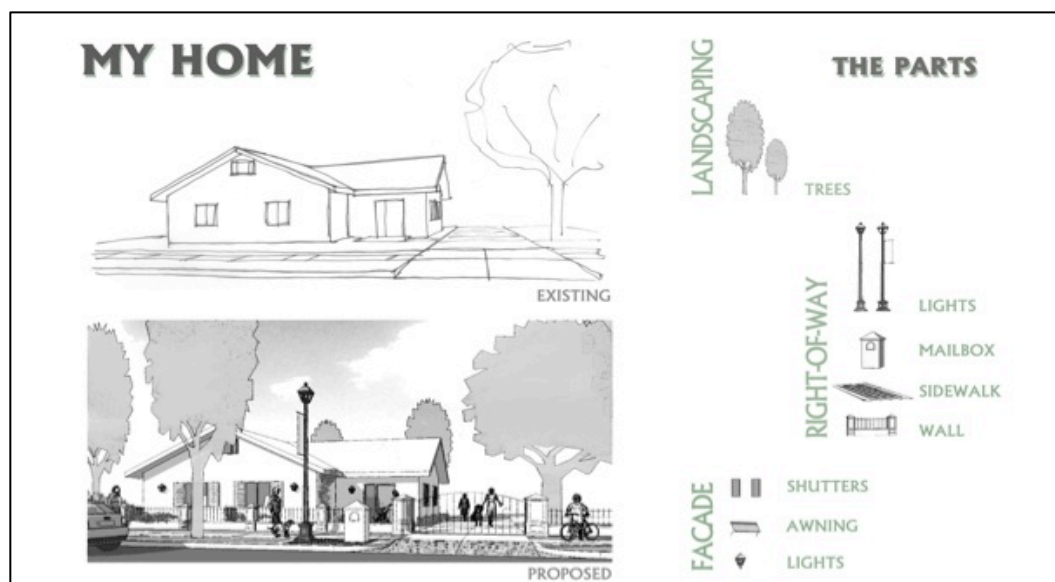 MY HOME
EXISTING
PROPOSED
THE PARTS
LANDSCAPING
TREES
RIGHT-OF-WAY
LIGHTS
MAILBOX
SIDEWALK
WALL
FACADE
SHUTTERS
AWNING
LIGHTS